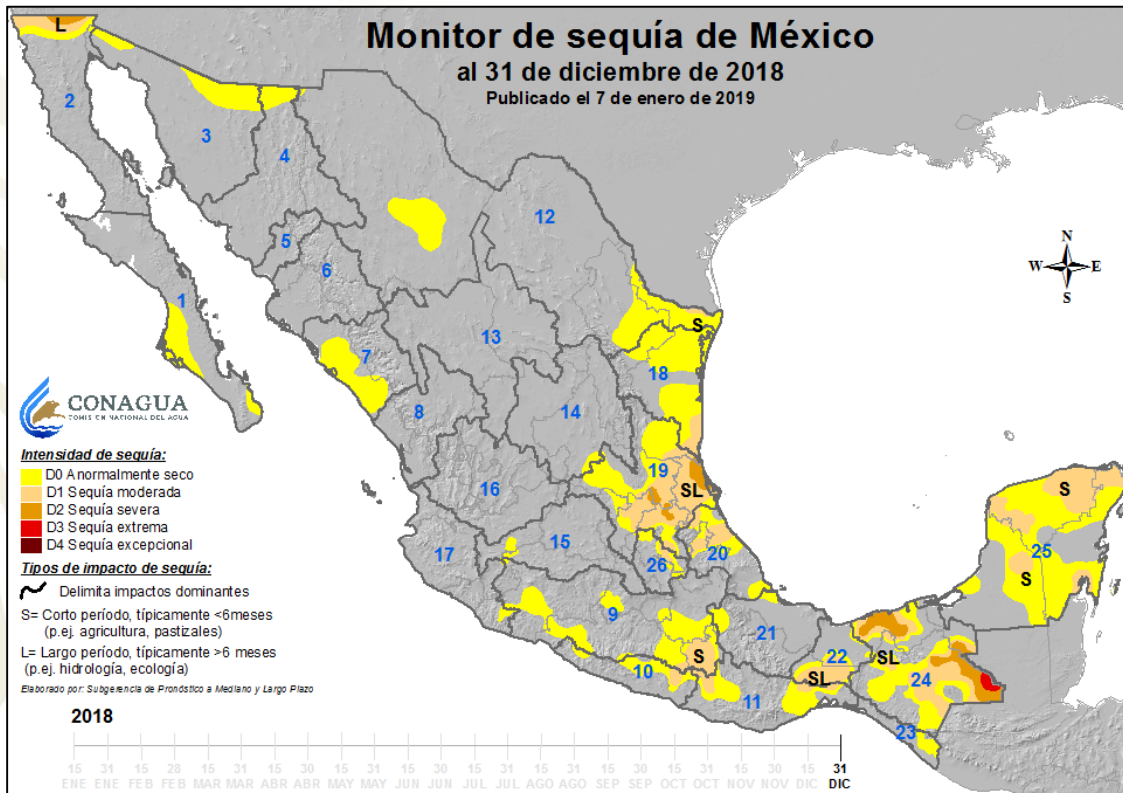 Monitor de sequía de México
al 31 de diciembre de 2018
Publicado el 7 de enero de 2019
L
2
3
4
12
N
W E
S
5
6
1
S
13
7
18
CONAGUA
COMISIÓN NACIONAL DEL AGUA
8
14
Intensidad de sequía:
D0 Anormalmente seco
D1 Sequía moderada
D2 Sequía severa
D3 Sequía extrema
D4 Sequía excepcional
19
16
SL
S
17
15
26
20
25
Tipos de impacto de sequía:
Delimita impactos dominantes
S
S= Corto período, típicamente <6meses
(p.ej. agricultura, pastizales)
9
21
L= Largo período, típicamente >6 meses
(p.ej. hidrología, ecología)
S
22
SL
10
SL
24
Elaborado por: Subgerencia de Pronóstico a Mediano y Largo Plazo
11
23
2018
15 31 15 28 15 31 15 30 15 31 15 30 15 31 15 31 15 30 15 31 15 30 15 31
ENE ENE FEB FEB MAR MAR ABR ABR MAY MAY JUN JUN JUL JUL AGO AGO SEP SEP OCT OCT NOV NOV DIC DIC